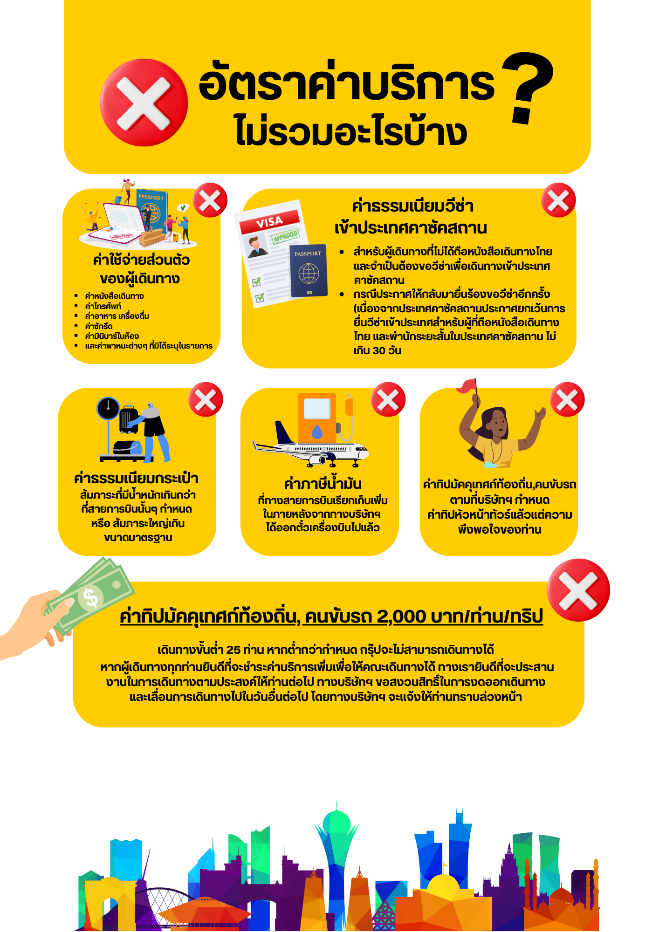 อัตราค่าบริการ ?
ไม่รวมอะไรบ้าง
PASSPORT
ค่าใช้จ่ายส่วนตัว
ของผู้เดินทาง
• ค่าหนังสือเดินทาง
• ค่าโทรศัพท์
• ค่าอาหาร เครื่องดื่ม
• ค่าซักรีด
• ค่ามินิบาร์ในห้อง
• และค่าพาหนะต่างๆ ที่มิได้ระบุในรายการ
VISA
APPROVED
PASSPORT
ค่าธรรมเนียมวีซ่า
เข้าประเทศคาซัคสถาน
• สำหรับผู้เดินทางที่ไม่ได้ถือหนังสือเดินทางไทย
และจำเป็นต้องขอวีซ่าเพื่อเดินทางเข้าประเทศ
คาซัคสถาน
• กรณีประกาศให้กลับมายื่นร้องขอวีซ่าอีกครั้ง
(เนื่องจากประเทศคาซัคสถานประกาศยกเว้นการ
ยื่นวีซ่าเข้าประเทศสำหรับผู้ที่ถือหนังสือเดินทาง
ไทย และพำนักระยะสั้นในประเทศคาซัคสถาน ไม่
เกิน 30 วัน
ค่าธรรมเนียมกระเป๋า
สัมภาระที่มีน้ำหนักเกินกว่า
ที่สายการบินนั้นๆ กำหนด
หรือ สัมภาระใหญ่เกิน
ขนาดมาตรฐาน
ค่าภาษีน้ำมัน
ที่ทางสายการบินเรียกเก็บเพิ่ม
ในภายหลังจากทางบริษัทฯ
ได้ออกตั๋วเครื่องบินไปแล้ว
ค่าทิปมัคคุเทศก์ท้องถิ่น,คนขับรถ
ตามที่บริษัทฯ กำหนด
ค่าทิปหัวหน้าทัวร์แล้วแต่ความ
พึงพอใจของท่าน
$
ค่าทิปมัคคุเทศก์ท้องถิ่น, คนขับรถ 2,000 บาท/ท่าน/ทริป
เดินทางขั้นต่ำ 25 ท่าน หากต่ำกว่ากำหนด กรุ๊ปจะไม่สามารถเดินทางได้
หากผู้เดินทางทุกท่านยินดีที่จะชำระค่าบริการเพิ่มเพื่อให้คณะเดินทางได้ ทางเรายินดีที่จะประสาน
งานในการเดินทางตามประสงค์ให้ท่านต่อไป ทางบริษัทฯ ขอสงวนสิทธิ์ในการงดออกเดินทาง
และเลื่อนการเดินทางไปในวันอื่นต่อไป โดยทางบริษัทฯ จะแจ้งให้ท่านทราบล่วงหน้า